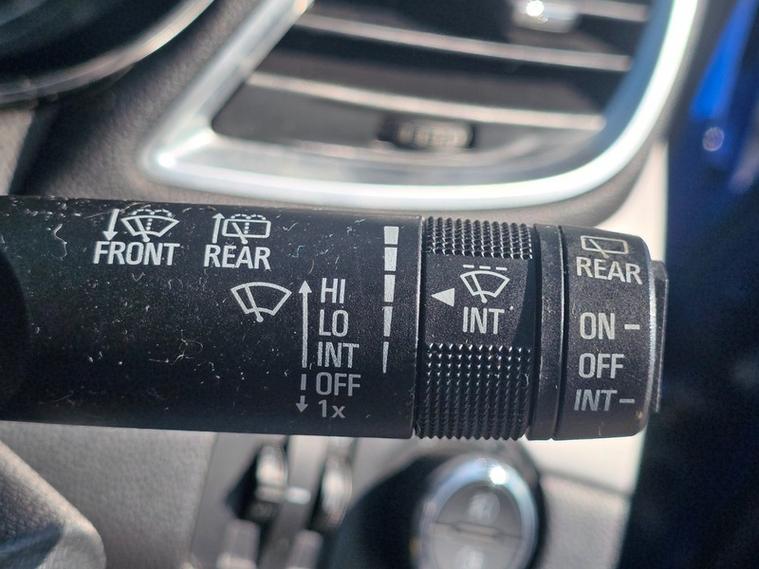 FRONT REAR
HI
LO
INT
OFF
1x
INT
REAR
ON –
OFF
INT –